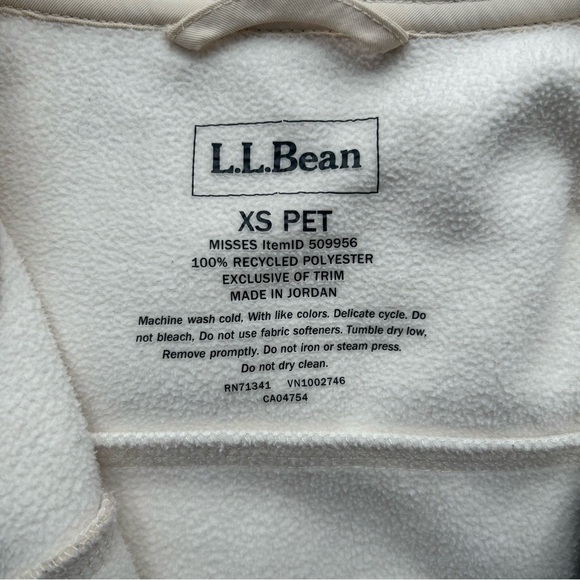 L.L.Bean
XS PET
MISSES ItemID 509956
100% RECYCLED POLYESTER
EXCLUSIVE OF TRIM
MADE IN JORDAN
Machine wash cold. With like colors. Delicate cycle. Do
not bleach. Do not use fabric softeners. Tumble dry low,
Remove promptly. Do not iron or steam press.
Do not dry clean.
RN71341 VN1002746
CA04754